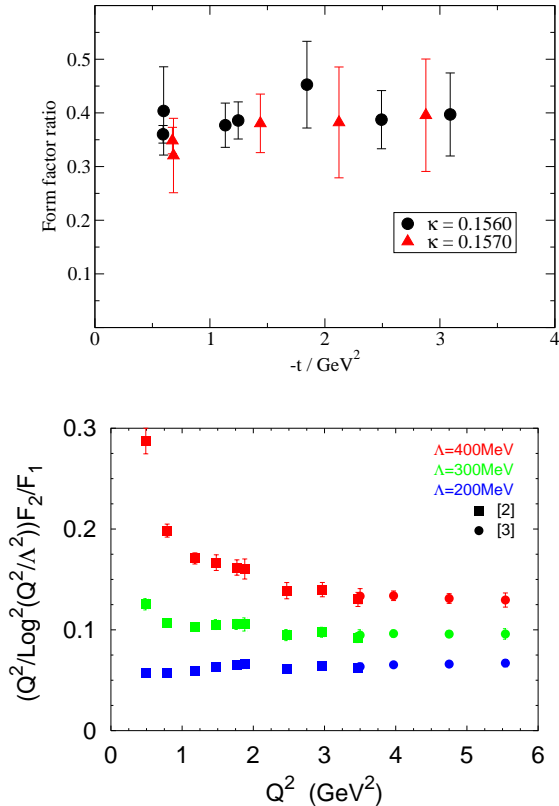 0.5
0.4
0.3
0.2
0.1
Form factor ratio
κ = 0.1560
κ = 0.1570
0 1 2 3 4
-t / GeV²
0.3
0.2
0.1
0
(Q²/Log²(Q²/Λ²))F₂/F₁
Λ=400MeV
Λ=300MeV
Λ=200MeV
[2]
[3]
0 1 2 3 4 5 6
Q² (GeV²)